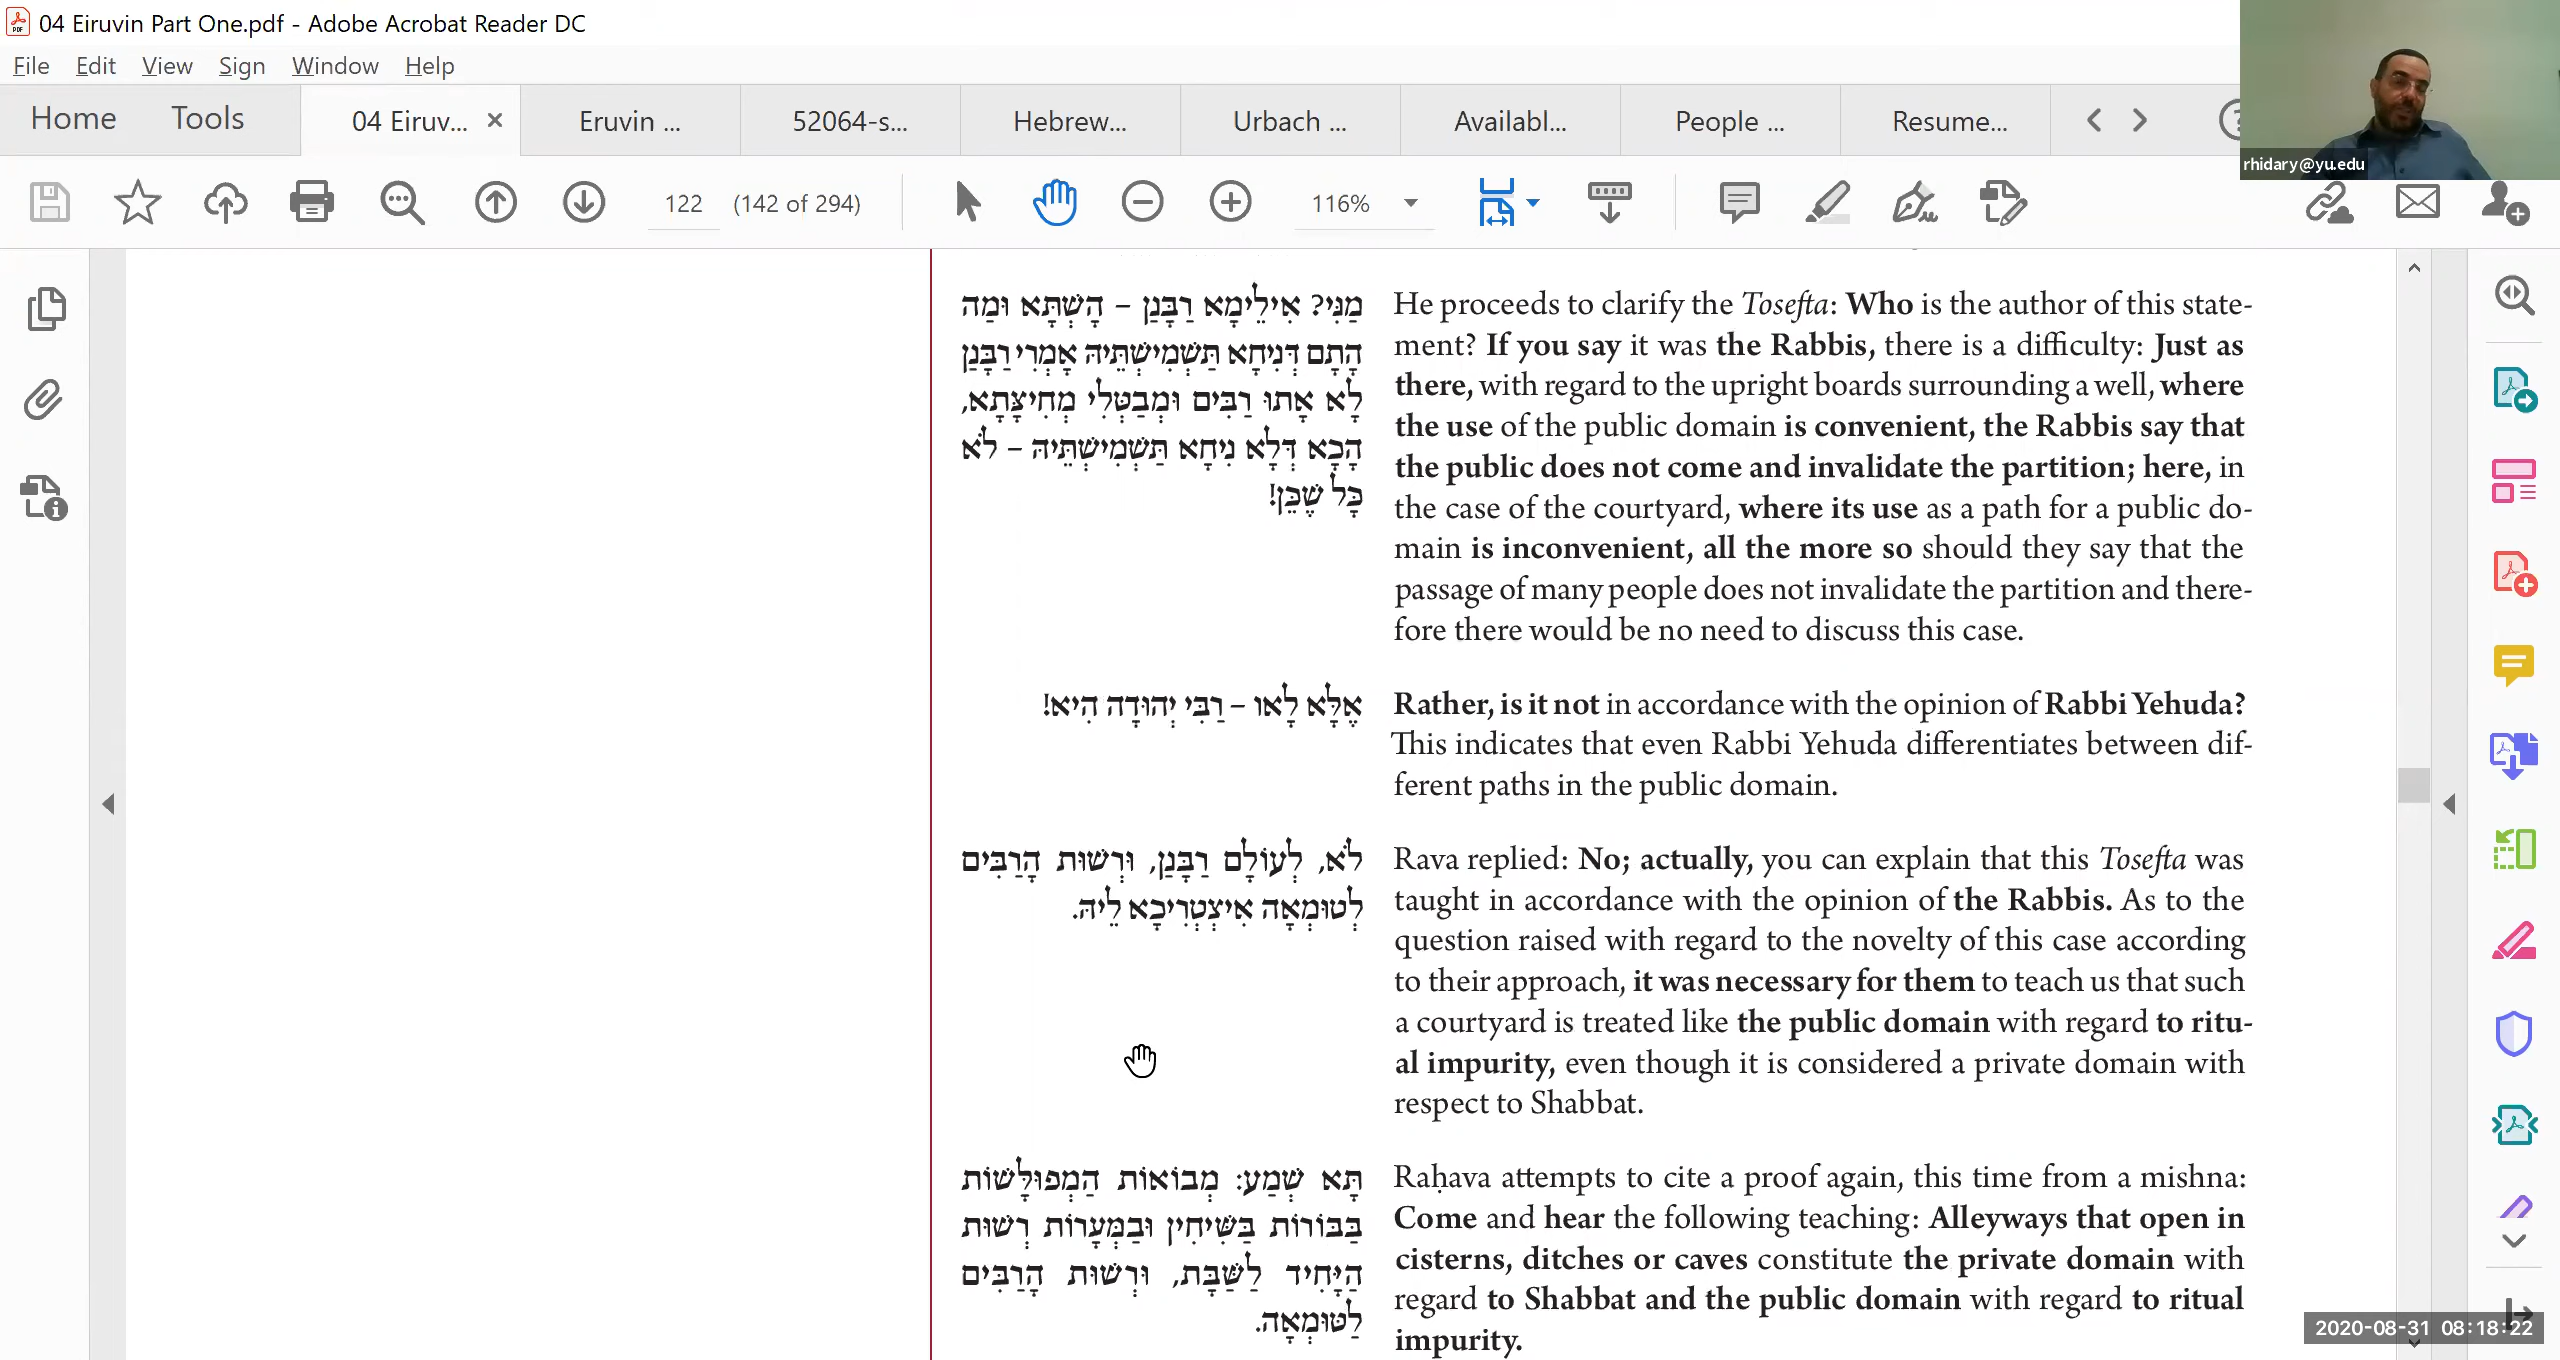 04 Eiruvin Part One.pdf - Adobe Acrobat Reader DC
File Edit View Sign Window Help
Home Tools 04 Eiruv... × Eruvin ... 52064-s... Hebrew... Urbach ... Availabl... People ... Resume...
rhidary@yu.edu
122 (142 of 294) 116%
מַנִּי? אִילֵימָא רַבָּנַן – הָשְׁתָּא וּמַה
הָתָם דְּנִיחָא תַּשְׁמִישְׁתֵּיהּ אָמְרִי רַבָּנַן
לָא אָתוּ רַבִּים וּמְבַטְּלִי מְחִיצָּתָא,
הָכָא דְּלָא נִיחָא תַּשְׁמִישְׁתֵּיהּ – לֹא
כָּל שֶׁכֵּן!
He proceeds to clarify the Tosefta: Who is the author of this state-
ment? If you say it was the Rabbis, there is a difficulty: Just as
there, with regard to the upright boards surrounding a well, where
the use of the public domain is convenient, the Rabbis say that
the public does not come and invalidate the partition; here, in
the case of the courtyard, where its use as a path for a public do-
main is inconvenient, all the more so should they say that the
passage of many people does not invalidate the partition and there-
fore there would be no need to discuss this case.
אֶלָּא לָאו – רַבִּי יְהוּדָה הִיא!
Rather, is it not in accordance with the opinion of Rabbi Yehuda?
This indicates that even Rabbi Yehuda differentiates between dif-
ferent paths in the public domain.
לֹא, לְעוֹלָם רַבָּנַן, וּרְשׁוּת הָרַבִּים
לְטוּמְאָה אִיצְטְרִיכָא לֵיהּ.
Rava replied: No; actually, you can explain that this Tosefta was
taught in accordance with the opinion of the Rabbis. As to the
question raised with regard to the novelty of this case according
to their approach, it was necessary for them to teach us that such
a courtyard is treated like the public domain with regard to ritu-
al impurity, even though it is considered a private domain with
respect to Shabbat.
תָּא שְׁמַע: מְבוֹאוֹת הַמְפוּלָּשׁוֹת
בַּבּוֹרוֹת בַּשִּׁיחִין וּבַמְּעָרוֹת רְשׁוּת
הַיָּחִיד לַשַּׁבָּת, וּרְשׁוּת הָרַבִּים
לַטּוּמְאָה.
Raḥava attempts to cite a proof again, this time from a mishna:
Come and hear the following teaching: Alleyways that open in
cisterns, ditches or caves constitute the private domain with
regard to Shabbat and the public domain with regard to ritual
impurity.
2020-08-31 08:18:22